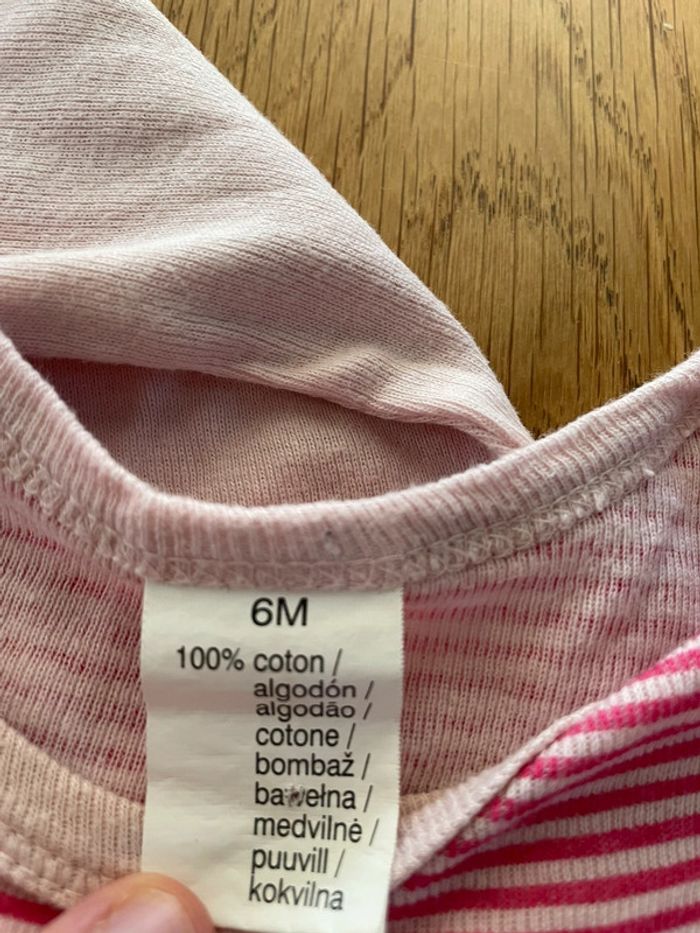 6M
100% coton /
algodón /
algodão /
cotone /
bombaž /
bawełna /
medvilnė /
puuvill /
kokvilna